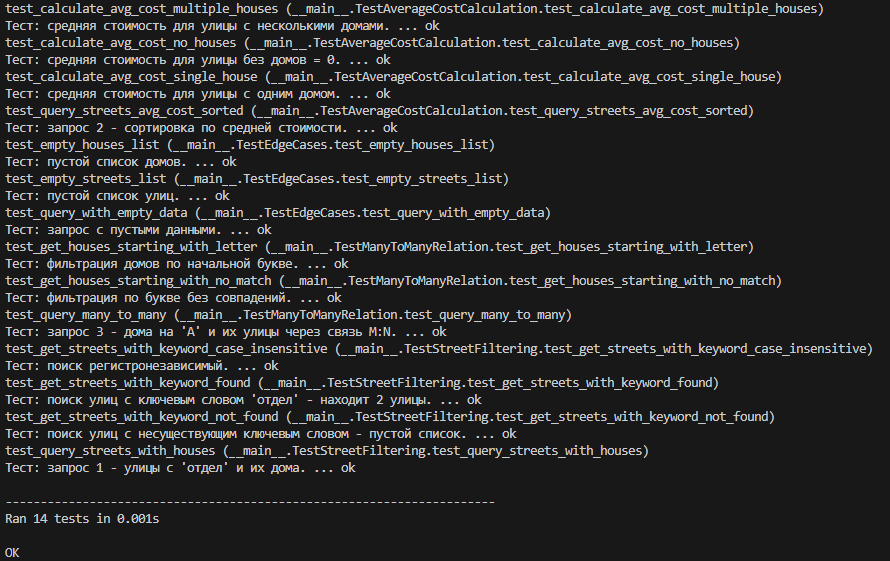 test_calculate_avg_cost_multiple_houses (__main__.TestAverageCostCalculation.test_calculate_avg_cost_multiple_houses)
Тест: средняя стоимость для улицы с несколькими домами. ... ok
test_calculate_avg_cost_no_houses (__main__.TestAverageCostCalculation.test_calculate_avg_cost_no_houses)
Тест: средняя стоимость для улицы без домов = 0. ... ok
test_calculate_avg_cost_single_house (__main__.TestAverageCostCalculation.test_calculate_avg_cost_single_house)
Тест: средняя стоимость для улицы с одним домом. ... ok
test_query_streets_avg_cost_sorted (__main__.TestAverageCostCalculation.test_query_streets_avg_cost_sorted)
Тест: запрос 2 - сортировка по средней стоимости. ... ok
test_empty_houses_list (__main__.TestEdgeCases.test_empty_houses_list)
Тест: пустой список домов. ... ok
test_empty_streets_list (__main__.TestEdgeCases.test_empty_streets_list)
Тест: пустой список улиц. ... ok
test_query_with_empty_data (__main__.TestEdgeCases.test_query_with_empty_data)
Тест: запрос с пустыми данными. ... ok
test_get_houses_starting_with_letter (__main__.TestManyToManyRelation.test_get_houses_starting_with_letter)
Тест: фильтрация домов по начальной букве. ... ok
test_get_houses_starting_with_no_match (__main__.TestManyToManyRelation.test_get_houses_starting_with_no_match)
Тест: фильтрация по букве без совпадений. ... ok
test_query_many_to_many (__main__.TestManyToManyRelation.test_query_many_to_many)
Тест: запрос 3 - дома на 'А' и их улицы через связь M:N. ... ok
test_get_streets_with_keyword_case_insensitive (__main__.TestStreetFiltering.test_get_streets_with_keyword_case_insensitive)
Тест: поиск регистронезависимый. ... ok
test_get_streets_with_keyword_found (__main__.TestStreetFiltering.test_get_streets_with_keyword_found)
Тест: поиск улиц с ключевым словом 'отдел' - находит 2 улицы. ... ok
test_get_streets_with_keyword_not_found (__main__.TestStreetFiltering.test_get_streets_with_keyword_not_found)
Тест: поиск улиц с несуществующим ключевым словом - пустой список. ... ok
test_query_streets_with_houses (__main__.TestStreetFiltering.test_query_streets_with_houses)
Тест: запрос 1 - улицы с 'отдел' и их дома. ... ok
----------------------------------------------------------------------
Ran 14 tests in 0.001s
OK